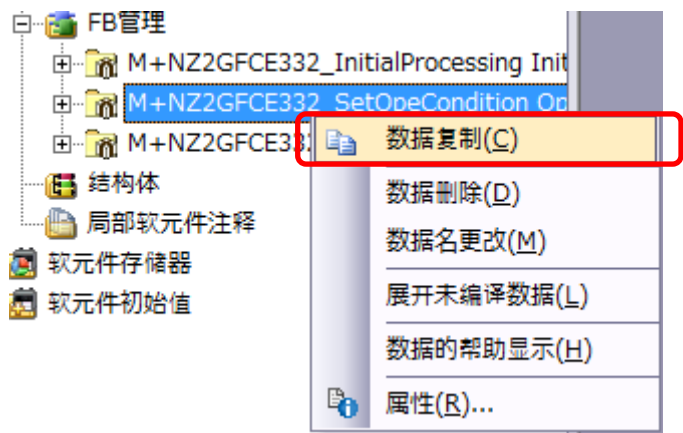 FB管理
M+NZ2GFCE332_InitialProcessing Init
M+NZ2GFCE332_SetOpeCondition Op
M+NZ2GFCE33
数据复制(C)
数据删除(D)
结构体
局部软元件注释
数据名更改(M)
软元件存储器
展开未编译数据(L)
软元件初始值
数据的帮助显示(H)
属性(R)...